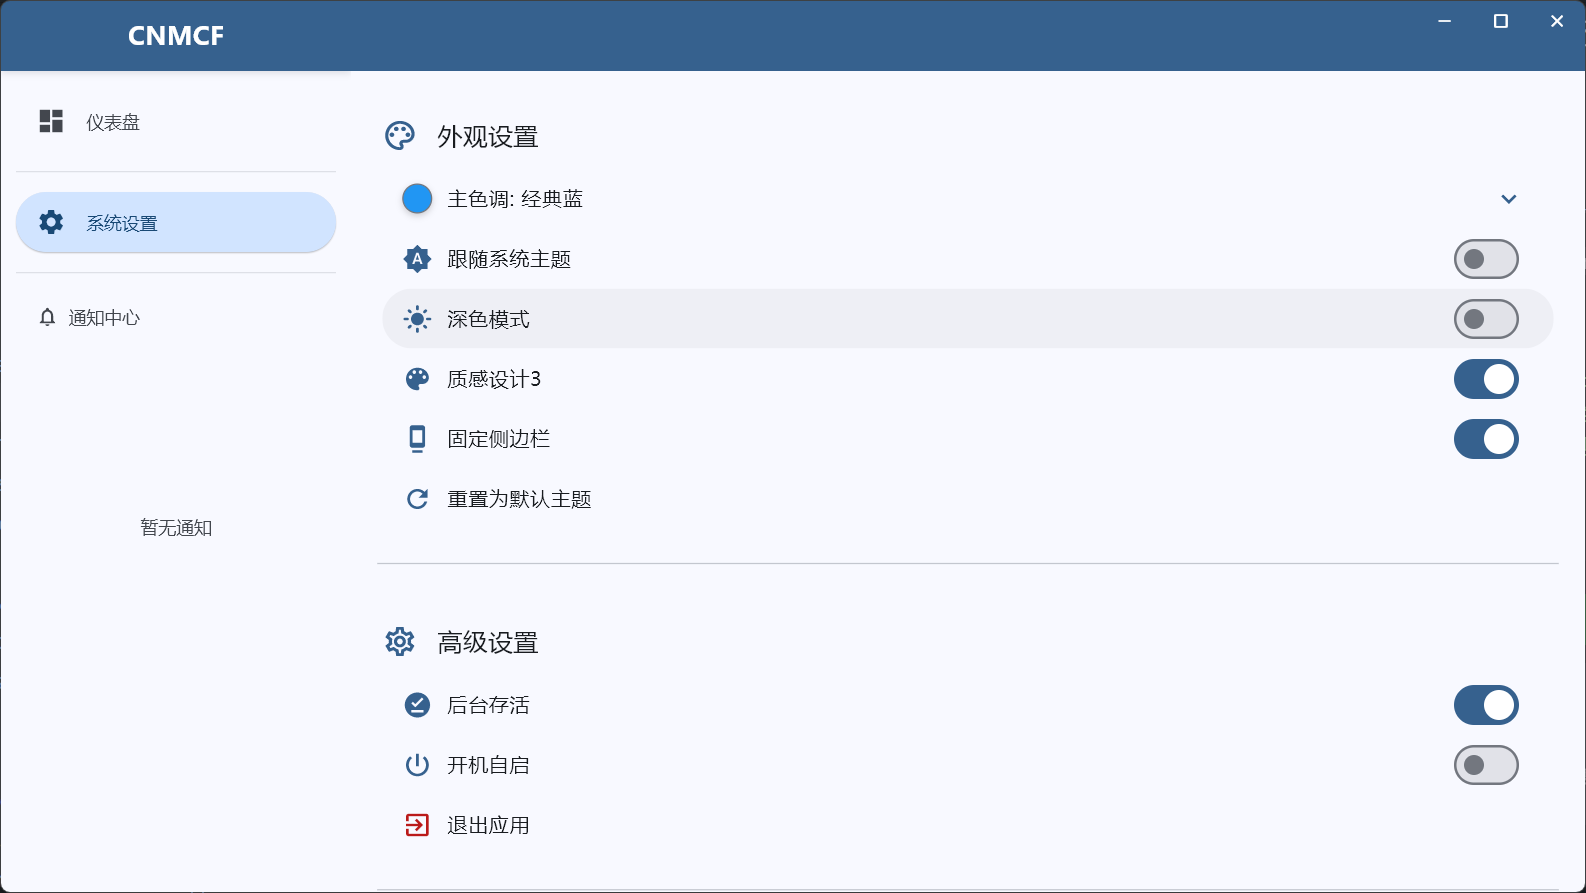 CNMCF
仪表盘
系统设置
通知中心
暂无通知
外观设置
主色调: 经典蓝
跟随系统主题
深色模式
质感设计3
固定侧边栏
重置为默认主题
高级设置
后台存活
开机自启
退出应用